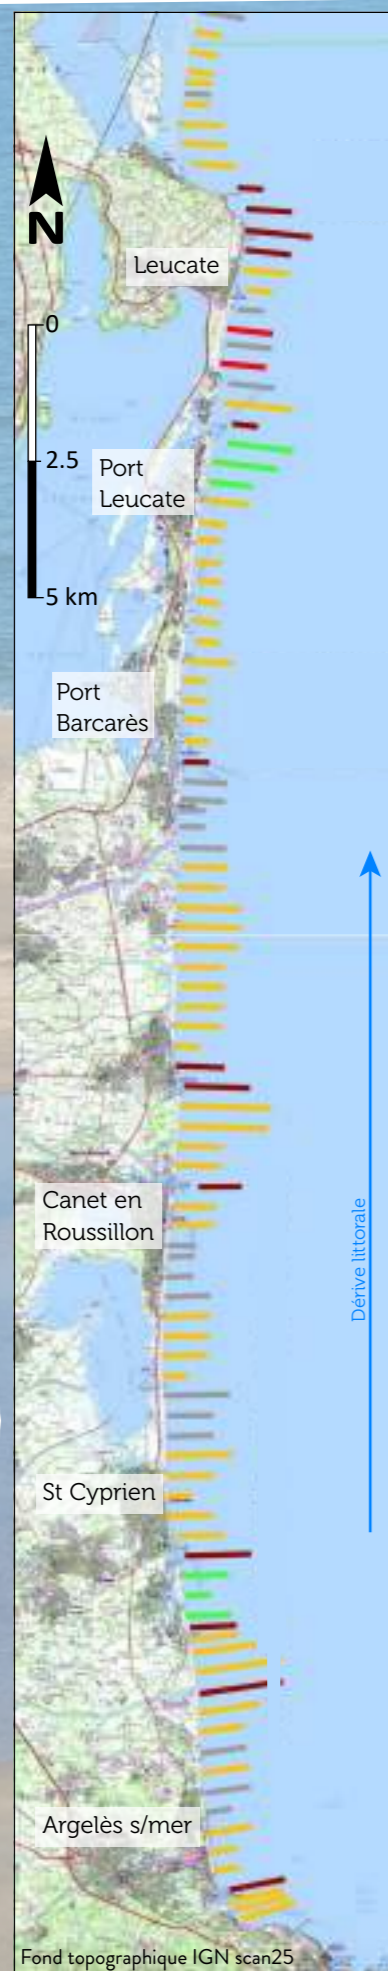 N
Leucate
0
2.5
5 km
Port
Leucate
Port
Barcarès
Canet en
Roussillon
Dérive littorale
St Cyprien
Argelès s/mer
Fond topographique IGN scan25